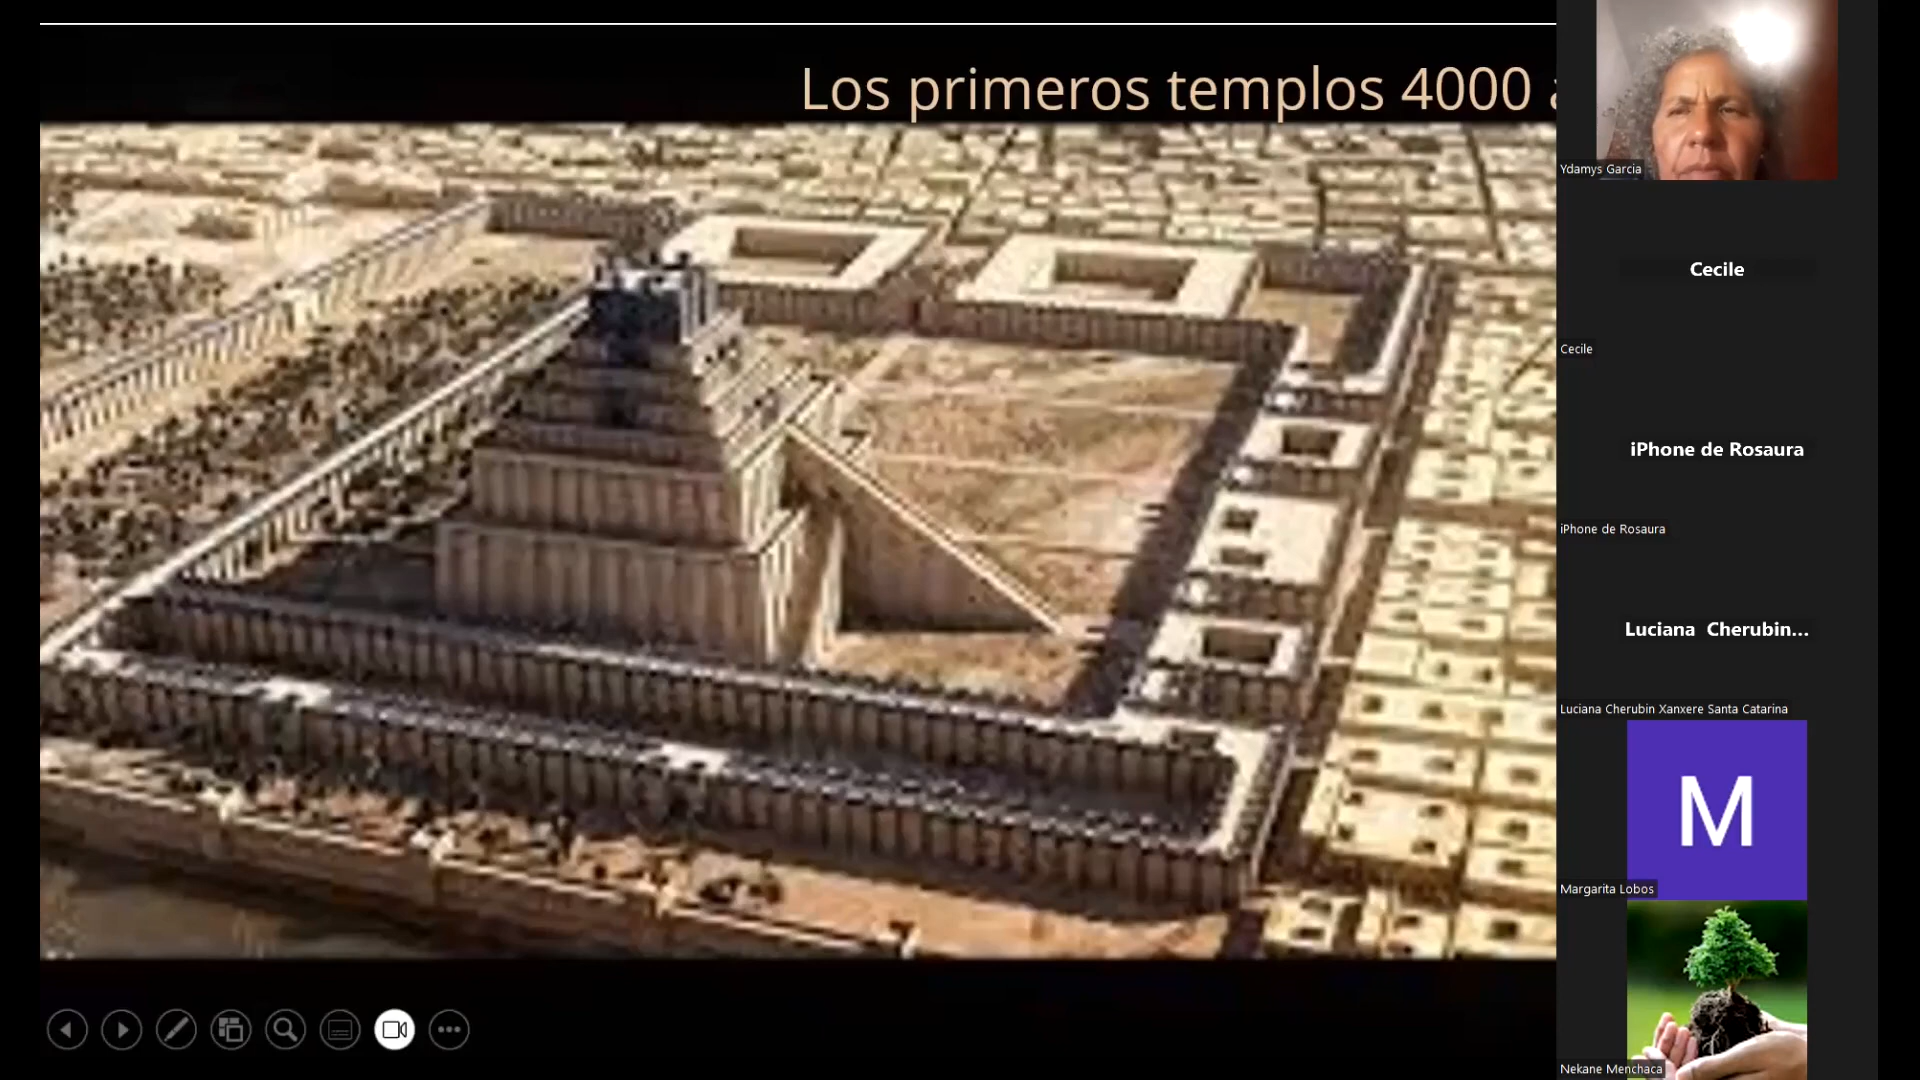 Los primeros templos 4000
Ydamys Garcia
Cecile
Cecile
iPhone de Rosaura
iPhone de Rosaura
Luciana Cherubin...
Luciana Cherubin Xanxere Santa Catarina
M
Margarita Lobos
Nekane Menchaca